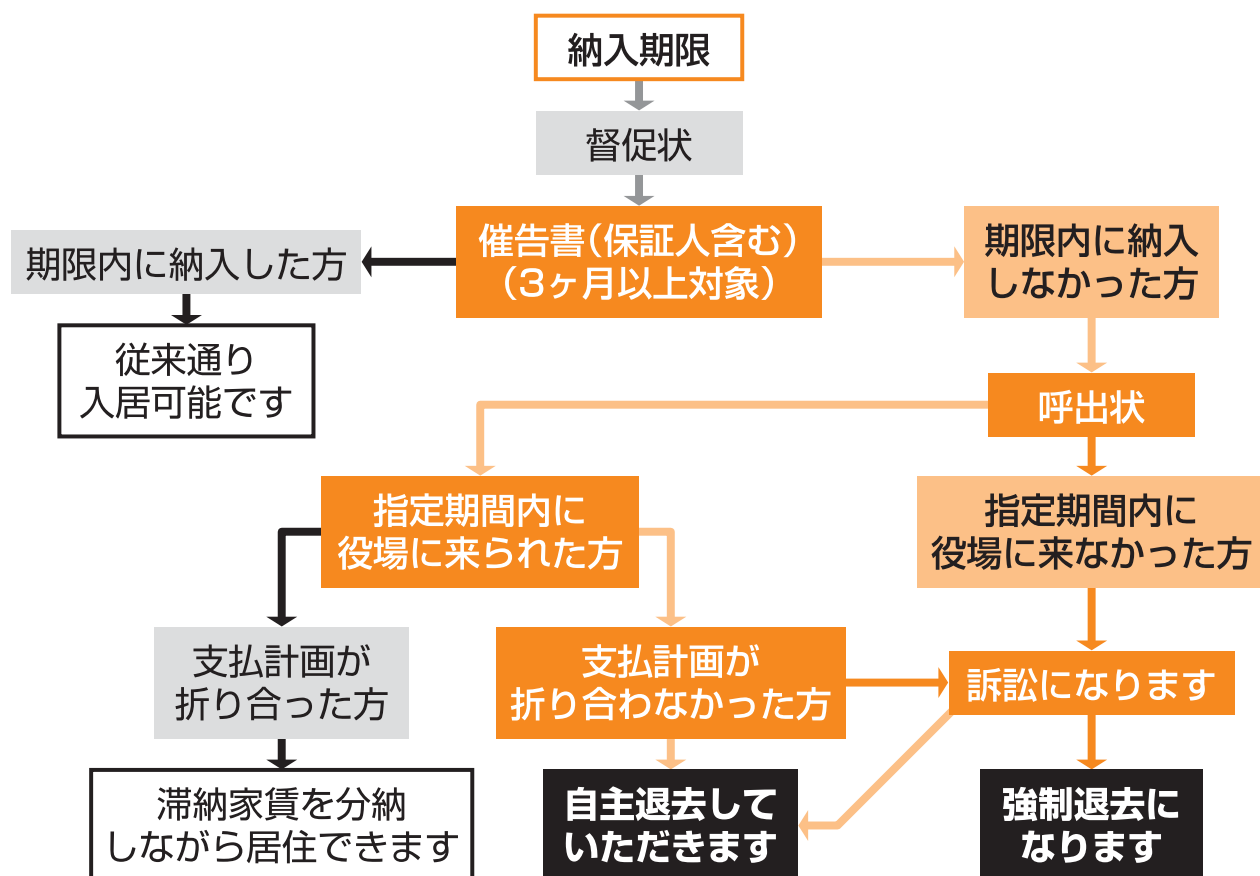 納入期限
督促状
催告書（保証人含む）
（3ヶ月以上対象）
期限内に納入した方
期限内に納入
しなかった方
従来通り
入居可能です
呼出状
指定期間内に
役場に来られた方
指定期間内に
役場に来なかった方
支払計画が
折り合った方
支払計画が
折り合わなかった方
訴訟になります
滞納家賃を分納
しながら居住できます
自主退去して
いただきます
強制退去に
なります